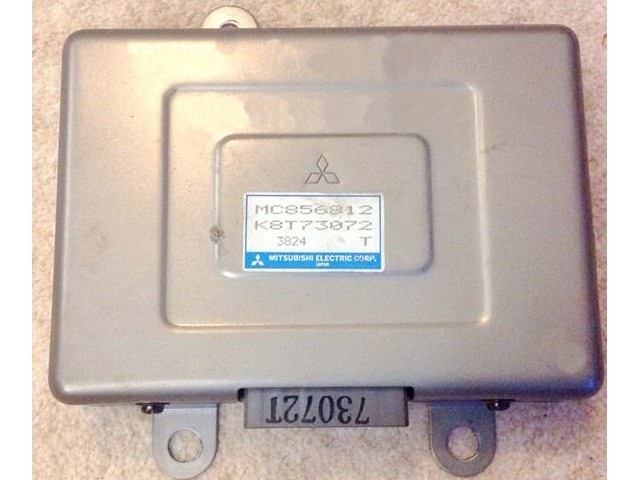 MC856812
K8T73072
3824 T
MITSUBISHI ELECTRIC CORP.
JAPAN
73072T